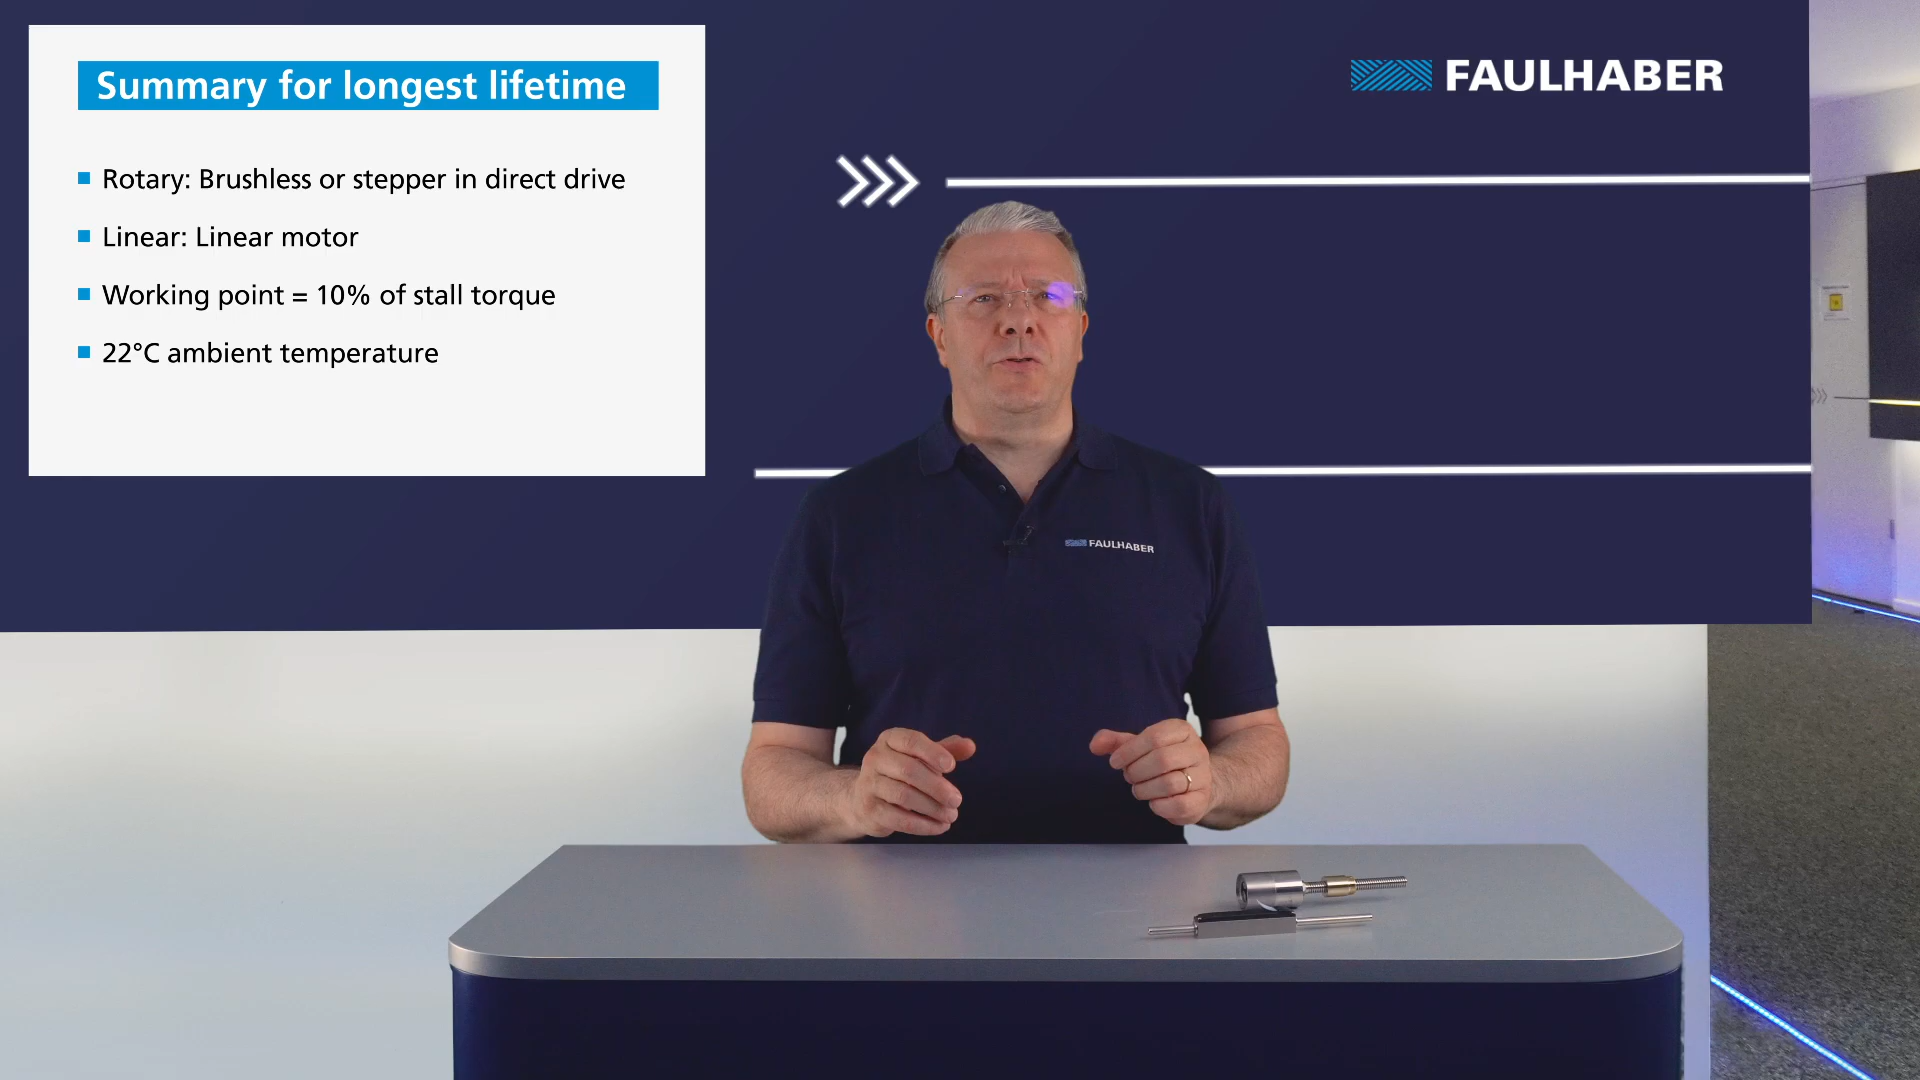 Summary for longest lifetime
Rotary: Brushless or stepper in direct drive
Linear: Linear motor
Working point = 10% of stall torque
22°C ambient temperature
FAULHABER
FAULHABER